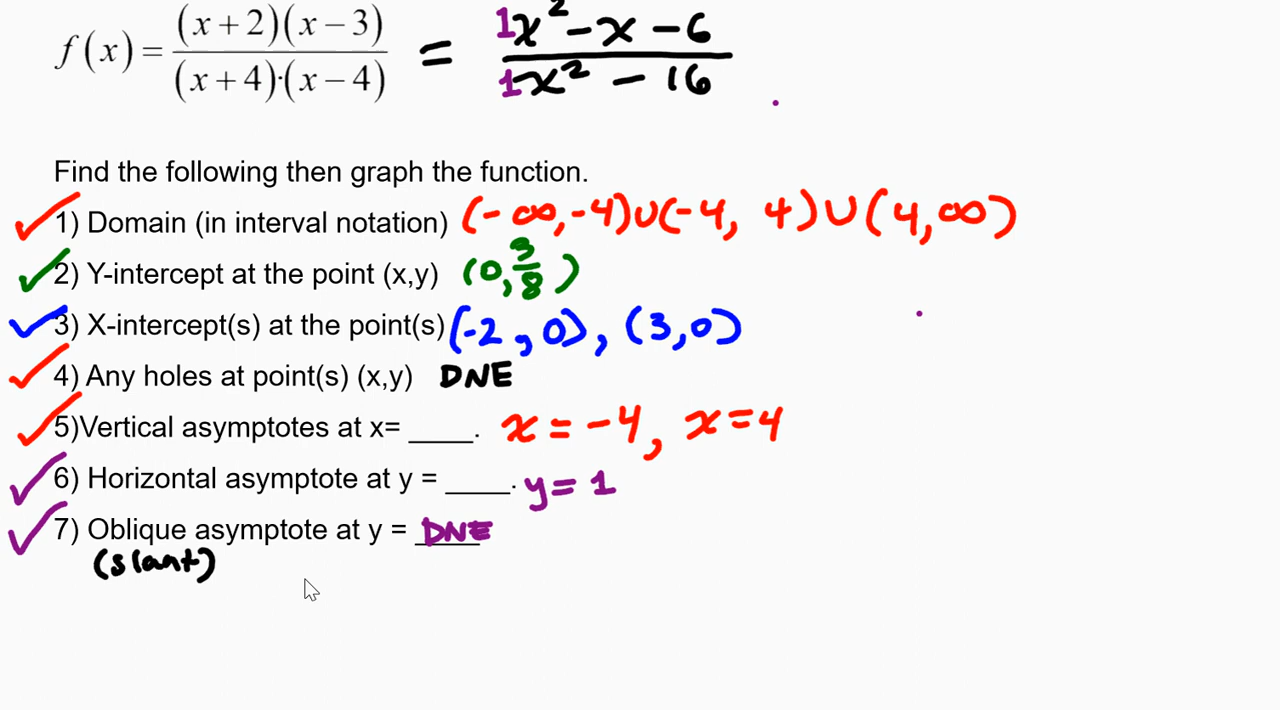 f(x) = (x+2)(x−3) / (x+4)·(x−4) = 1x² − x − 6 / 1x² − 16
Find the following then graph the function.
1) Domain (in interval notation) (-∞,-4)∪(-4, 4)∪(4,∞)
2) Y-intercept at the point (x,y) (0, 3/8)
3) X-intercept(s) at the point(s) (-2, 0), (3,0)
4) Any holes at point(s) (x,y) DNE
5)Vertical asymptotes at x= ____. x = -4, x=4
6) Horizontal asymptote at y = ____. y = 1
7) Oblique asymptote at y = DNE
(slant)